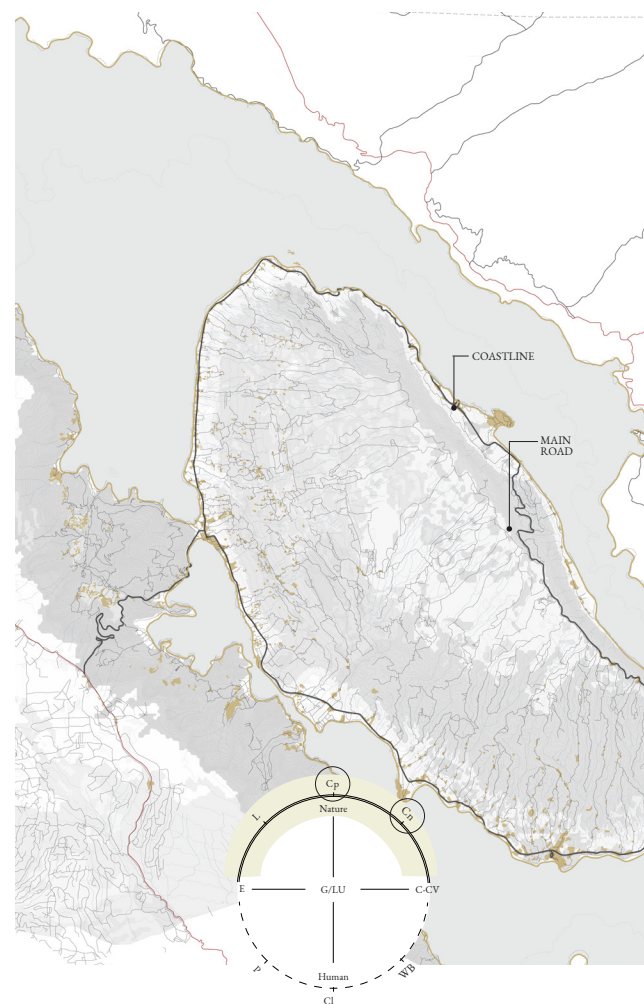 COASTLINE
MAIN
ROAD
Cp
Nature
L
Cn
E
G/LU
C-CV
P
Human
WB
Cl